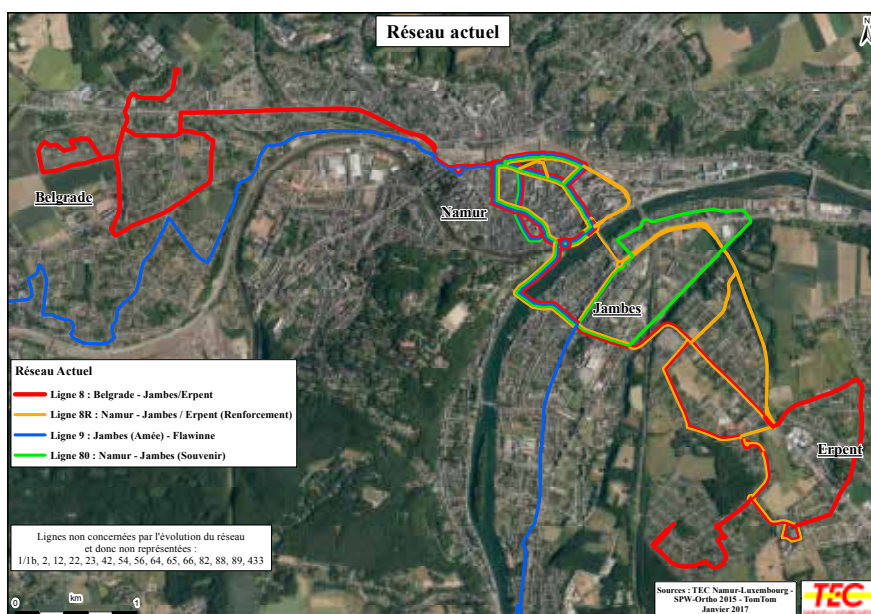 Réseau actuel
N
Belgrade
Namur
Jambes
Erpent
Réseau Actuel
Ligne 8 : Belgrade - Jambes/Erpent
Ligne 8R : Namur - Jambes / Erpent (Renforcement)
Ligne 9 : Jambes (Amée) - Flawinne
Ligne 80 : Namur - Jambes (Souvenir)
Lignes non concernées par l'évolution du réseau
et donc non représentées :
1/1b, 2, 12, 22, 23, 42, 54, 56, 64, 65, 66, 82, 88, 89, 433
km
0 1
Sources : TEC Namur-Luxembourg -
SPW-Ortho 2015 - TomTom
Janvier 2017
TEC
NAMUR-LUXEMBOURG